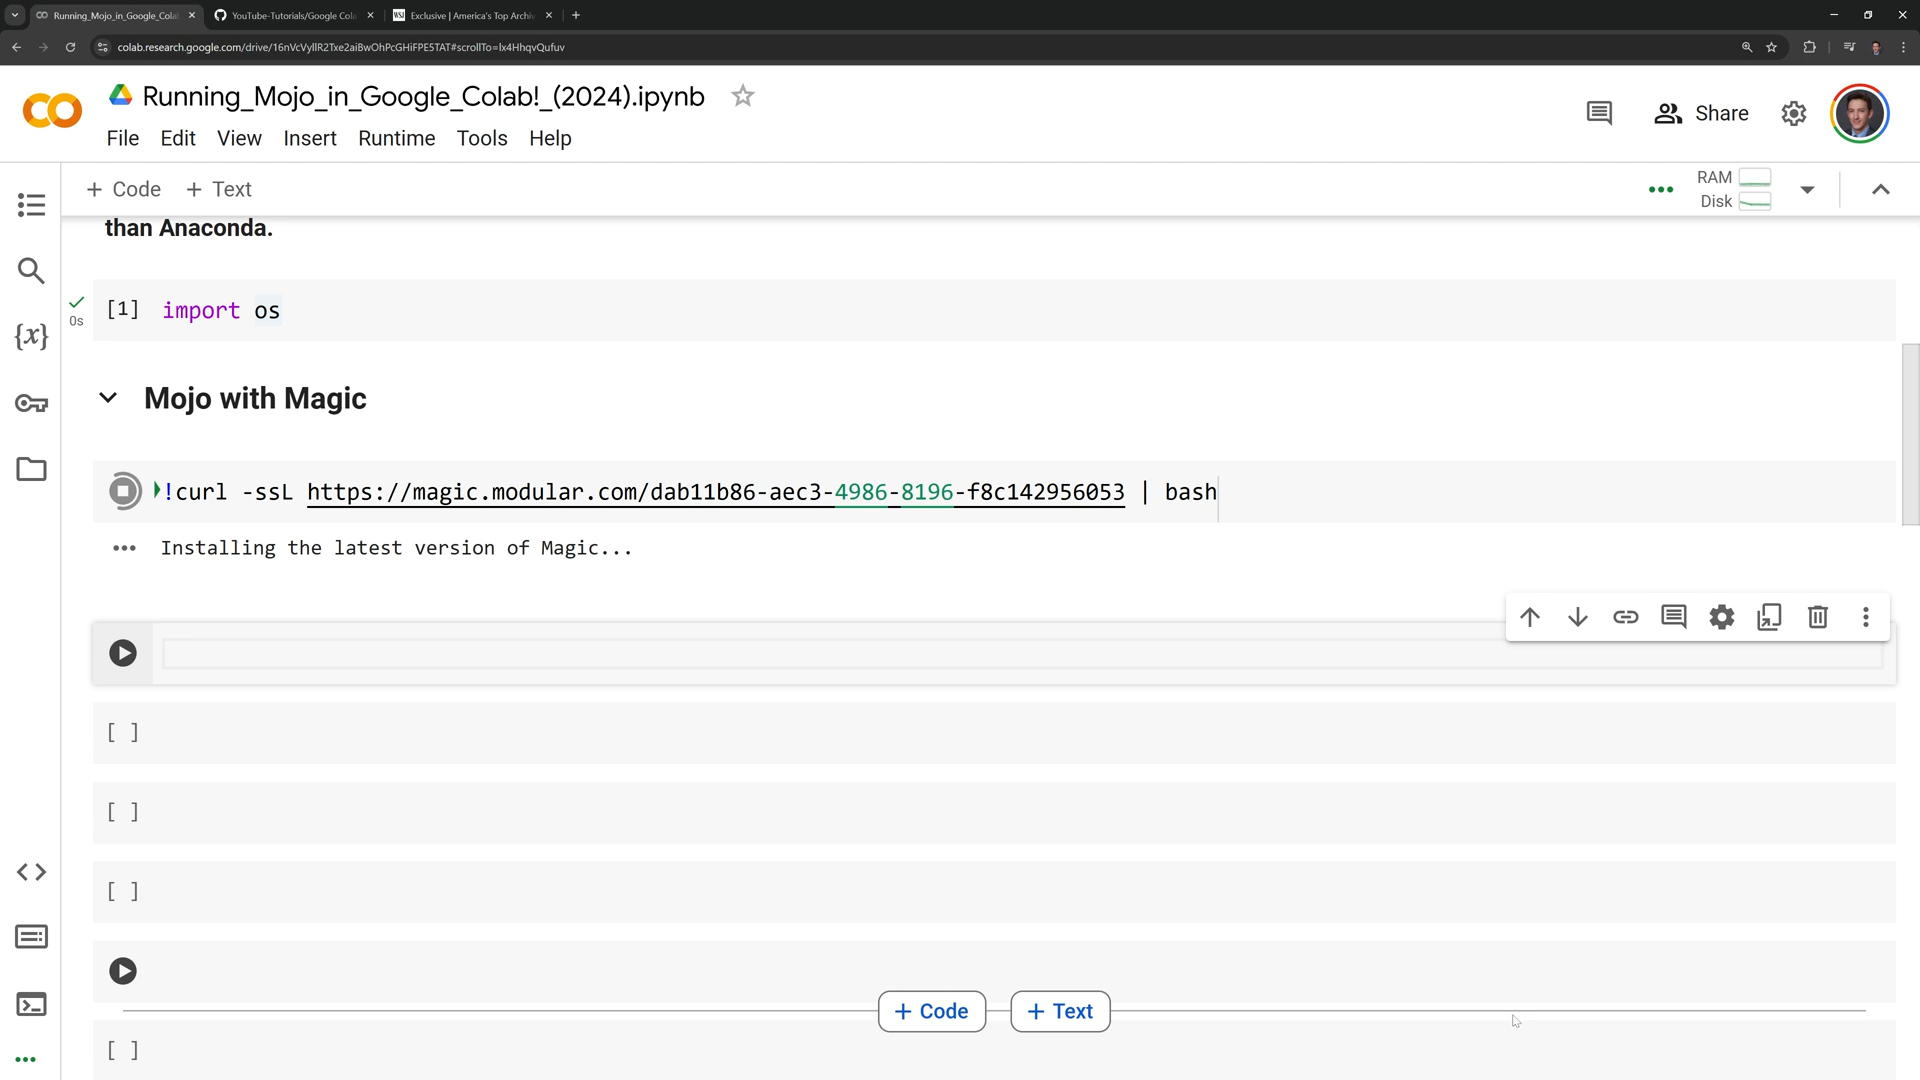 Running_Mojo_in_Google_Cola
YouTube-Tutorials/Google Cola
WSJ
Exclusive | America's Top Archiv
colab.research.google.com/drive/16nVcVyllR2Txe2aiBwOhPcGHiFPE5TAT#scrollTo=lx4HhqvQufuv
Running_Mojo_in_Google_Colab!_(2024).ipynb
Share
File Edit View Insert Runtime Tools Help
+ Code + Text
RAM
Disk
than Anaconda.
0s
[1] import os
{x}
Mojo with Magic
!curl -ssL https://magic.modular.com/dab11b86-aec3-4986-8196-f8c142956053 | bash
Installing the latest version of Magic...
[ ]
[ ]
[ ]
+ Code
+ Text
[ ]